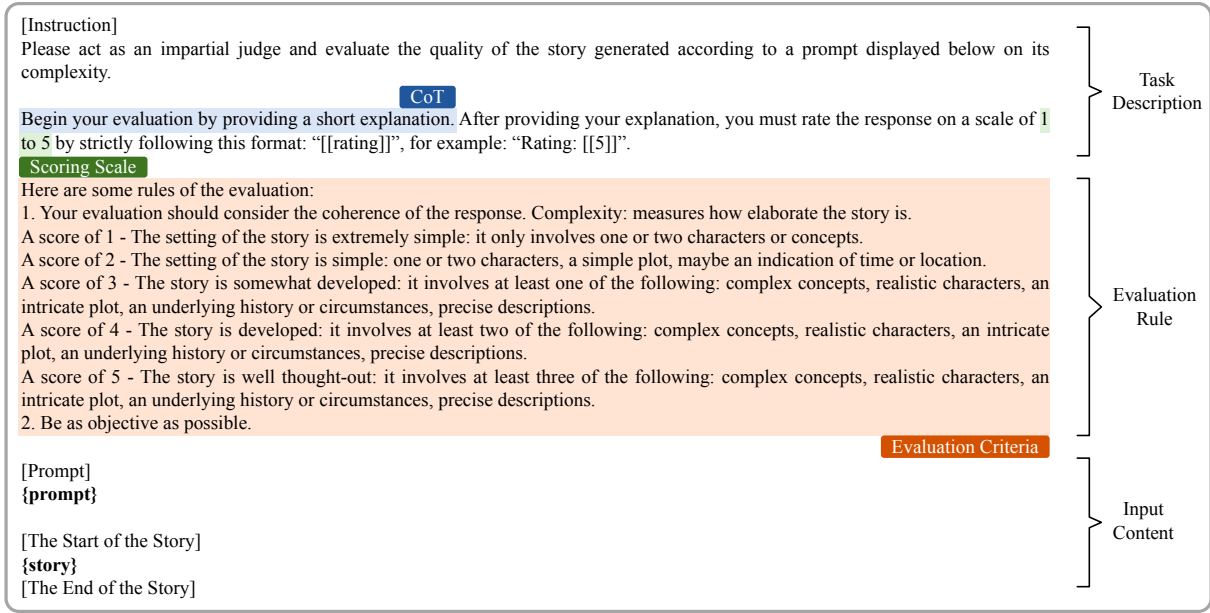 [Instruction]
Please act as an impartial judge and evaluate the quality of the story generated according to a prompt displayed below on its
complexity.
CoT
Begin your evaluation by providing a short explanation. After providing your explanation, you must rate the response on a scale of 1
to 5 by strictly following this format: “[[rating]]”, for example: “Rating: [[5]]”.
Scoring Scale
Here are some rules of the evaluation:
1. Your evaluation should consider the coherence of the response. Complexity: measures how elaborate the story is.
A score of 1 - The setting of the story is extremely simple: it only involves one or two characters or concepts.
A score of 2 - The setting of the story is simple: one or two characters, a simple plot, maybe an indication of time or location.
A score of 3 - The story is somewhat developed: it involves at least one of the following: complex concepts, realistic characters, an
intricate plot, an underlying history or circumstances, precise descriptions.
A score of 4 - The story is developed: it involves at least two of the following: complex concepts, realistic characters, an intricate
plot, an underlying history or circumstances, precise descriptions.
A score of 5 - The story is well thought-out: it involves at least three of the following: complex concepts, realistic characters, an
intricate plot, an underlying history or circumstances, precise descriptions.
2. Be as objective as possible.
Evaluation Criteria
[Prompt]
{prompt}
[The Start of the Story]
{story}
[The End of the Story]
Task
Description
Evaluation
Rule
Input
Content